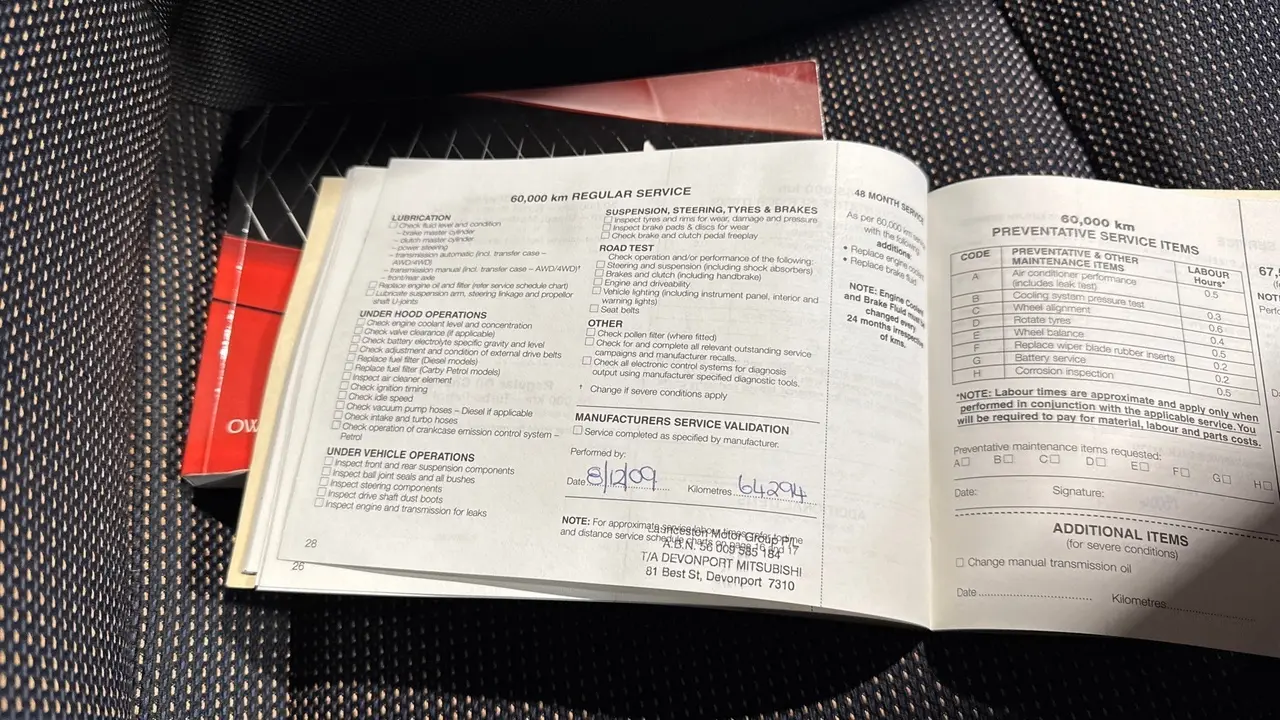 60,000 km REGULAR SERVICE
LUBRICATION
Check fluid level and condition
– brake master cylinder
– clutch master cylinder
– power steering
– transmission automatic (incl. transfer case –
AWD/4WD)
– transmission manual (incl. transfer case – AWD/4WD)†
– front/rear axle
Replace engine oil and filter (refer service schedule chart)
Lubricate suspension arm, steering linkage and propellor
shaft U-joints
UNDER HOOD OPERATIONS
Check engine coolant level and concentration
Check valve clearance (if applicable)
Check battery electrolyte specific gravity and level
Check adjustment and condition of external drive belts
Replace fuel filter (Diesel models)
Replace fuel filter (Carby Petrol models)
Inspect air cleaner element
Check ignition timing
Check idle speed
Check vacuum pump hoses – Diesel if applicable
Check intake and turbo hoses
Check operation of crankcase emission control system –
Petrol
UNDER VEHICLE OPERATIONS
Inspect front and rear suspension components
Inspect ball joint seals and all bushes
Inspect steering components
Inspect drive shaft dust boots
Inspect engine and transmission for leaks
28
26
SUSPENSION, STEERING, TYRES & BRAKES
Inspect tyres and rims for wear, damage and pressure
Inspect brake pads & discs for wear
Check brake and clutch pedal freeplay
ROAD TEST
Check operation and/or performance of the following:
Steering and suspension (including shock absorbers)
Brakes and clutch (including handbrake)
Engine and driveability
Vehicle lighting (including instrument panel, interior and
warning lights)
Seat belts
OTHER
Check pollen filter (where fitted)
Check for and complete all relevant outstanding service
campaigns and manufacturer recalls.
Check all electronic control systems for diagnosis
output using manufacturer specified diagnostic tools.
† Change if severe conditions apply
MANUFACTURERS SERVICE VALIDATION
Service completed as specified by manufacturer.
Performed by:
Date 8/12/09 Kilometres 64294
NOTE: For approximate service labour times refer to time
and distance service schedule charts on page 16 and 17
Launceston Motor Group P/L
A.B.N. 56 009 585 184
T/A DEVONPORT MITSUBISHI
81 Best St, Devonport 7310
48 MONTH SERVICE
As per 60,000 km
with the following
• Replace engine
• Replace brake
NOTE: Engine
and Brake Fluid
changed every
24 months
of kms.
60,000 km
PREVENTATIVE SERVICE ITEMS
CODE PREVENTATIVE & OTHER MAINTENANCE ITEMS LABOUR Hours*
A Air conditioner performance (includes leak test) 0.5
B Cooling system pressure test 0.3
C Wheel alignment 0.6
D Rotate tyres 0.4
E Wheel balance 0.5
F Replace wiper blade rubber inserts 0.2
G Battery service 0.2
H Corrosion inspection 0.5
*NOTE: Labour times are approximate and apply only when
performed in conjunction with the applicable service. You
will be required to pay for material, labour and parts costs.
Preventative maintenance items requested:
A B C D E F G H
Date: Signature:
ADDITIONAL ITEMS
(for severe conditions)
Change manual transmission oil
Date Kilometres